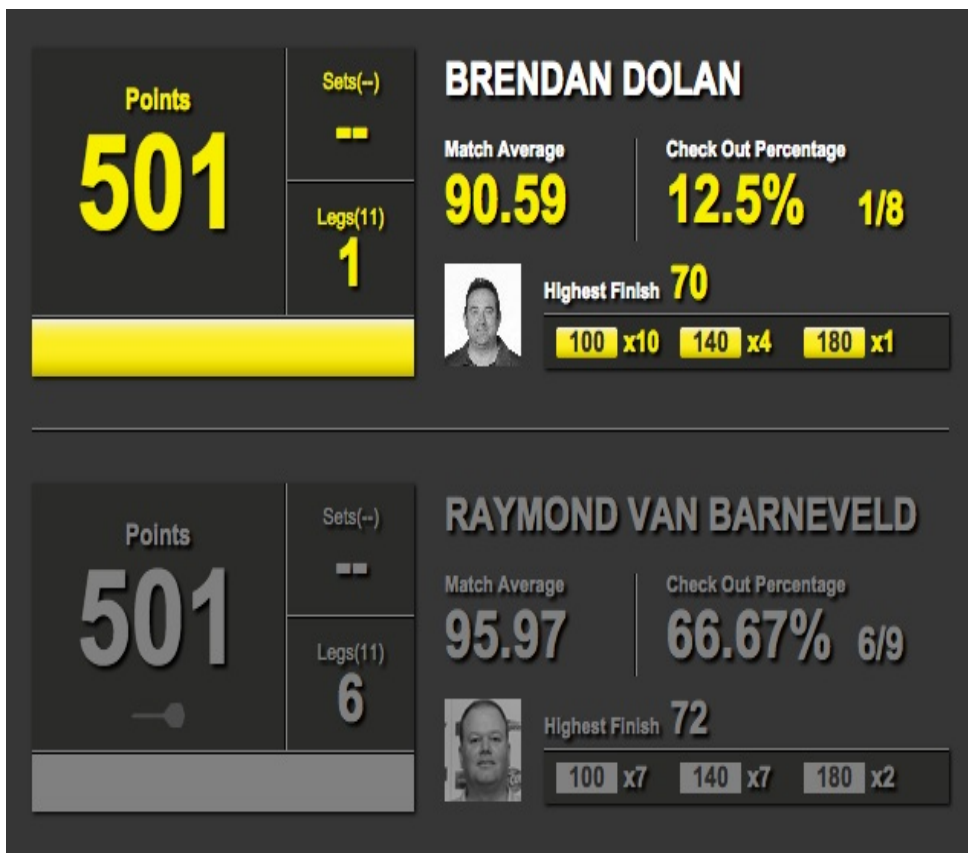 BRENDAN DOLAN
Points
501
Sets(--)
--
Legs(11)
1
Match Average
90.59
Check Out Percentage
12.5% 1/8
Highest Finish 70
100 x10 140 x4 180 x1
RAYMOND VAN BARNEVELD
Points
501
Sets(--)
--
Legs(11)
6
Match Average
95.97
Check Out Percentage
66.67% 6/9
Highest Finish 72
100 x7 140 x7 180 x2